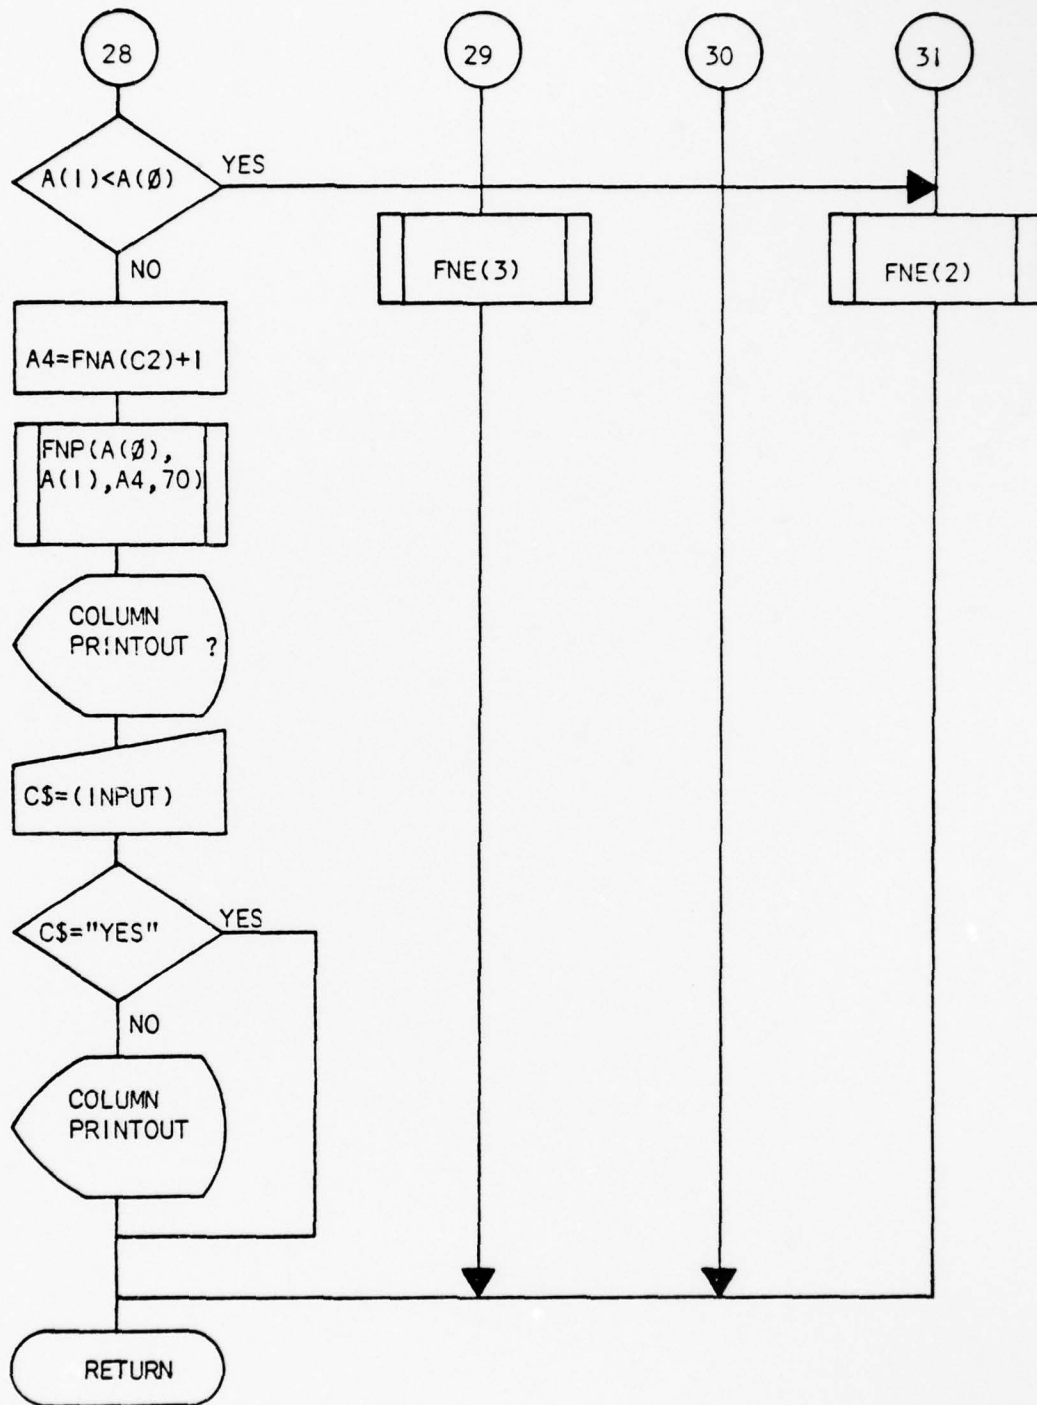 28
29
30
31
A(1)<A(Ø)
YES
NO
FNE(3)
FNE(2)
A4=FNA(C2)+1
FNP(A(Ø),
A(1),A4,70)
COLUMN
PRINTOUT ?
C$=(INPUT)
C$="YES"
YES
NO
COLUMN
PRINTOUT
RETURN